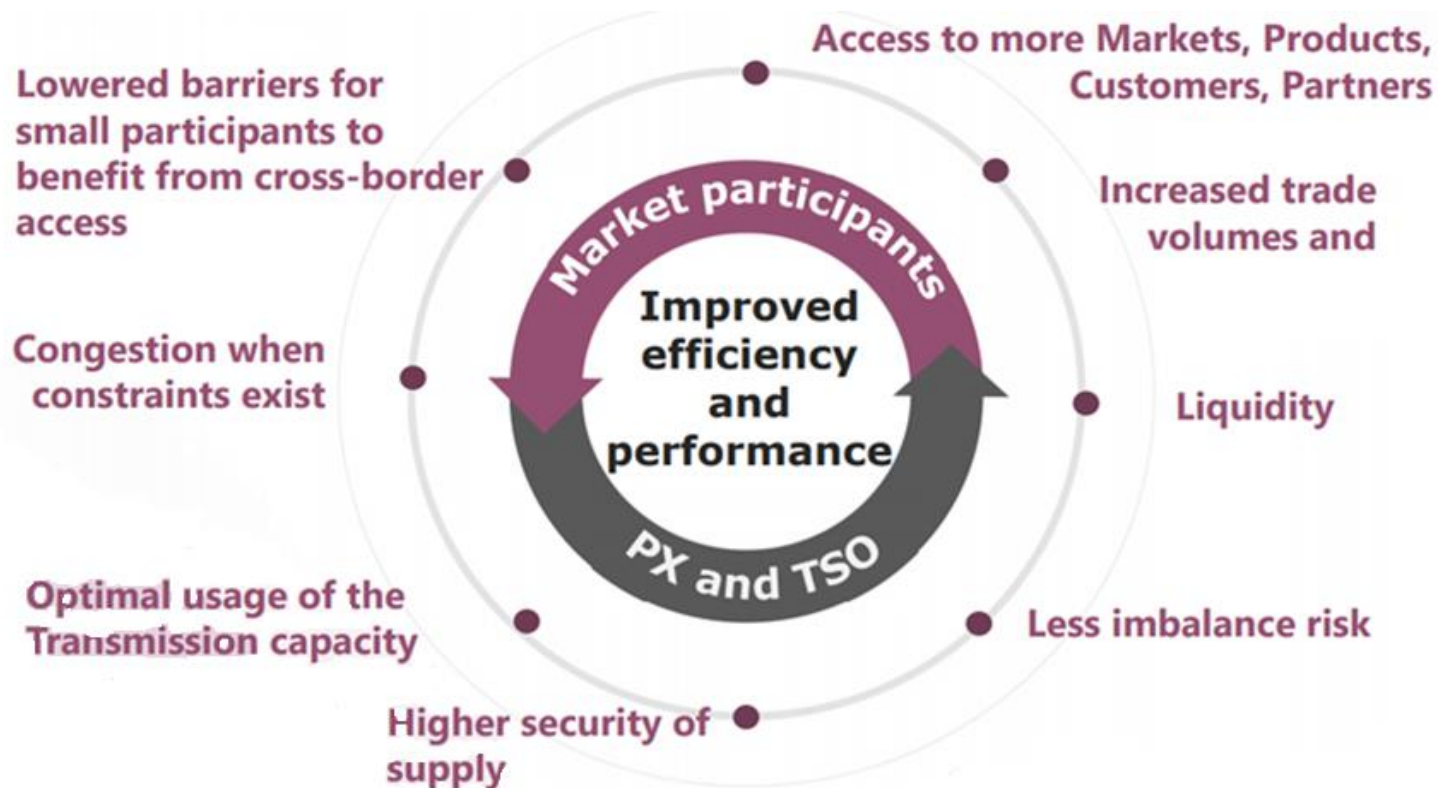 Access to more Markets, Products,
Customers, Partners
Lowered barriers for
small participants to
benefit from cross-border
access
Increased trade
volumes and
Market participants
Improved
efficiency
and
performance
Congestion when
constraints exist
Liquidity
PX and TSO
Optimal usage of the
Transmission capacity
Less imbalance risk
Higher security of
supply